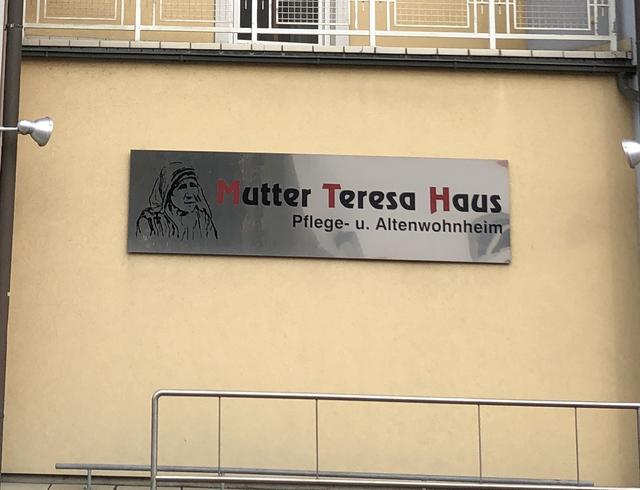 Mutter Teresa Haus
Pflege- u. Altenwohnheim